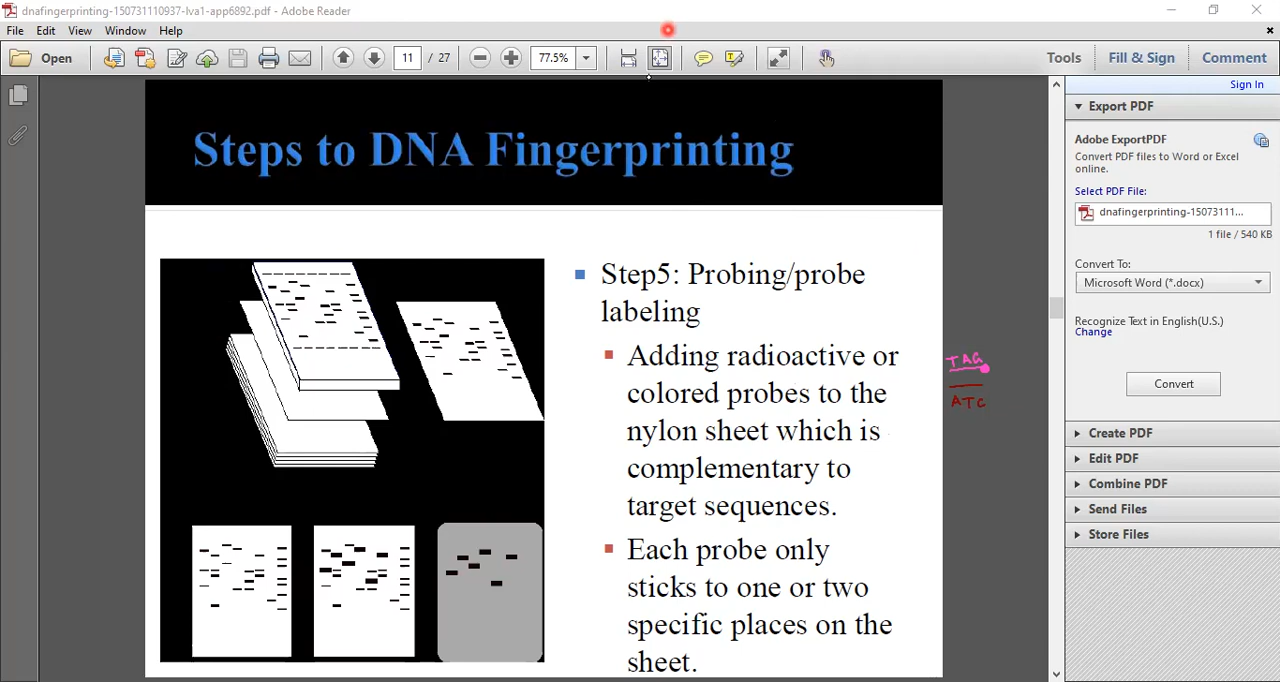 dnafingerprinting-150731110937-lva1-app6892.pdf - Adobe Reader
File Edit View Window Help
Open 11 / 27 77.5% Tools Fill & Sign Comment
Sign In
Export PDF
Adobe ExportPDF
Convert PDF files to Word or Excel
online.
Select PDF File:
dnafingerprinting-15073111...
1 file / 540 KB
Convert To:
Microsoft Word (*.docx)
Recognize Text in English(U.S.)
Change
Convert
Create PDF
Edit PDF
Combine PDF
Send Files
Store Files
Steps to DNA Fingerprinting
Step5: Probing/probe
labeling
Adding radioactive or
colored probes to the
nylon sheet which is
complementary to
target sequences.
Each probe only
sticks to one or two
specific places on the
sheet.
TAG
ATC